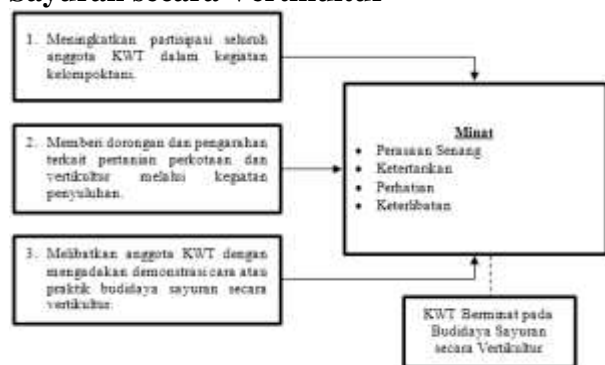 Sayuran secara Vertikultur
1. Meningkatkan partisipasi seluruh
anggota KWT dalam kegiatan
kelompoktani.
2. Memberi dorongan dan pengarahan
terkait pertanian perkotaan dan
vertikultur melalui kegiatan
penyuluhan.
3. Melibatkan anggota KWT dengan
mengadakan demonstrasi cara atau
praktik budidaya sayuran secara
vertikultur.
Minat
• Perasaan Senang
• Ketertarikan
• Perhatian
• Keterlibatan
KWT Berminat pada
Budidaya Sayuran
secara Vertikultur